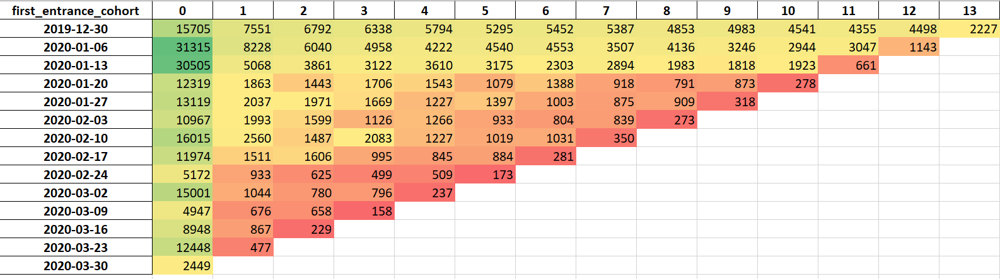 first_entrance_cohort 0 1 2 3 4 5 6 7 8 9 10 11 12 13
2019-12-30 15705 7551 6792 6338 5794 5295 5452 5387 4853 4983 4541 4355 4498 2227
2020-01-06 31315 8228 6040 4958 4222 4540 4553 3507 4136 3246 2944 3047 1143
2020-01-13 30505 5068 3861 3122 3610 3175 2303 2894 1983 1818 1923 661
2020-01-20 12319 1863 1443 1706 1543 1079 1388 918 791 873 278
2020-01-27 13119 2037 1971 1669 1227 1397 1003 875 909 318
2020-02-03 10967 1993 1599 1126 1266 933 804 839 273
2020-02-10 16015 2560 1487 2083 1227 1019 1031 350
2020-02-17 11974 1511 1606 995 845 884 281
2020-02-24 5172 933 625 499 509 173
2020-03-02 15001 1044 780 796 237
2020-03-09 4947 676 658 158
2020-03-16 8948 867 229
2020-03-23 12448 477
2020-03-30 2449